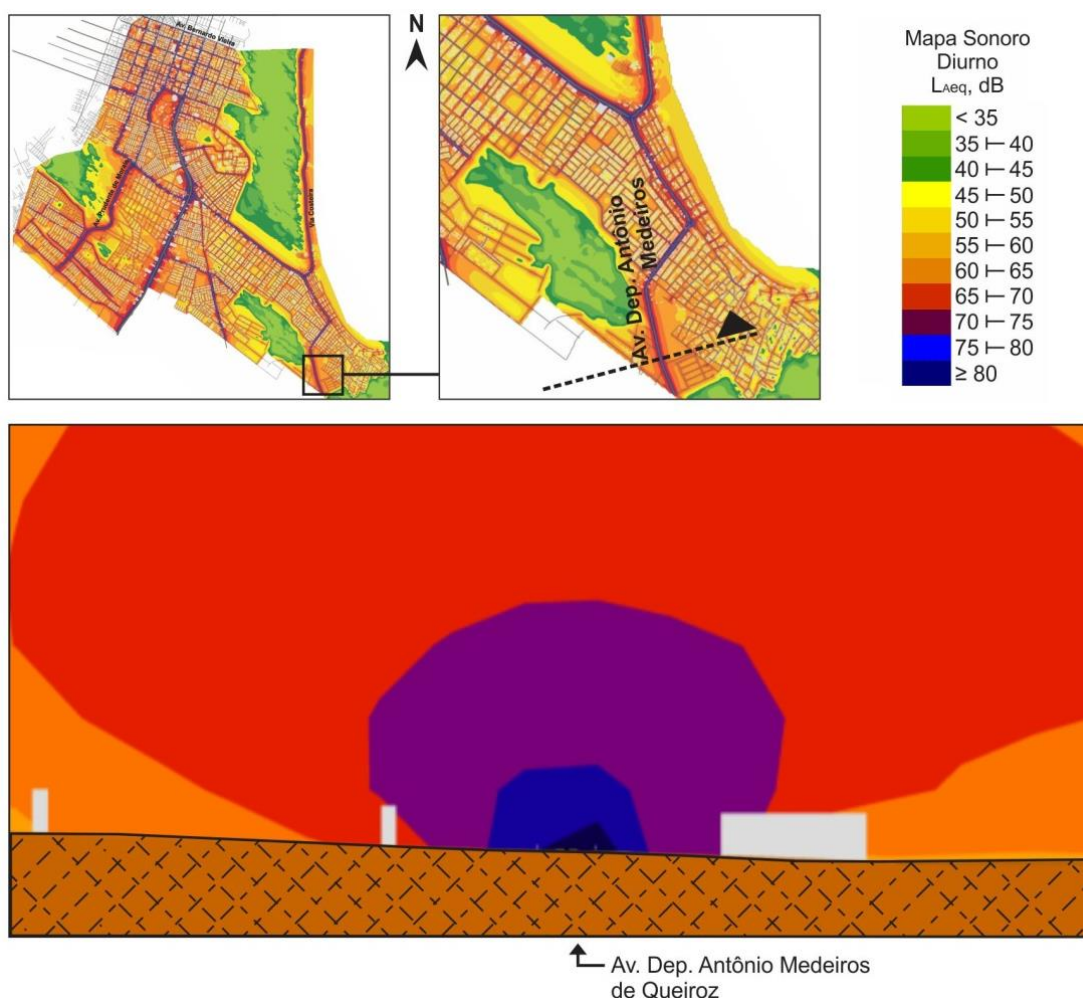 Av. Bernardo Vieira
Via Costeira
N
Av. Dep. Antônio
Medeiros
Mapa Sonoro
Diurno
LAeq, dB
< 35
35 ⊢ 40
40 ⊢ 45
45 ⊢ 50
50 ⊢ 55
55 ⊢ 60
60 ⊢ 65
65 ⊢ 70
70 ⊢ 75
75 ⊢ 80
≥ 80
Av. Dep. Antônio Medeiros
de Queiroz